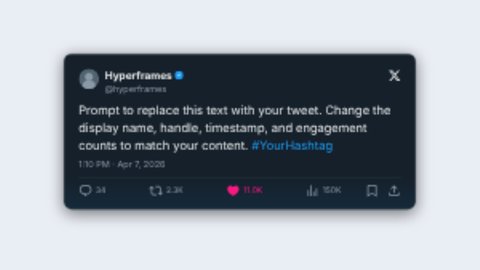 Hyperframes
@hyperframes
Prompt to replace this text with your tweet. Change the
display name, handle, timestamp, and engagement
counts to match your content. #YourHashtag
1:10 PM · Apr 7, 2026
34 2.3K 11.0K 150K